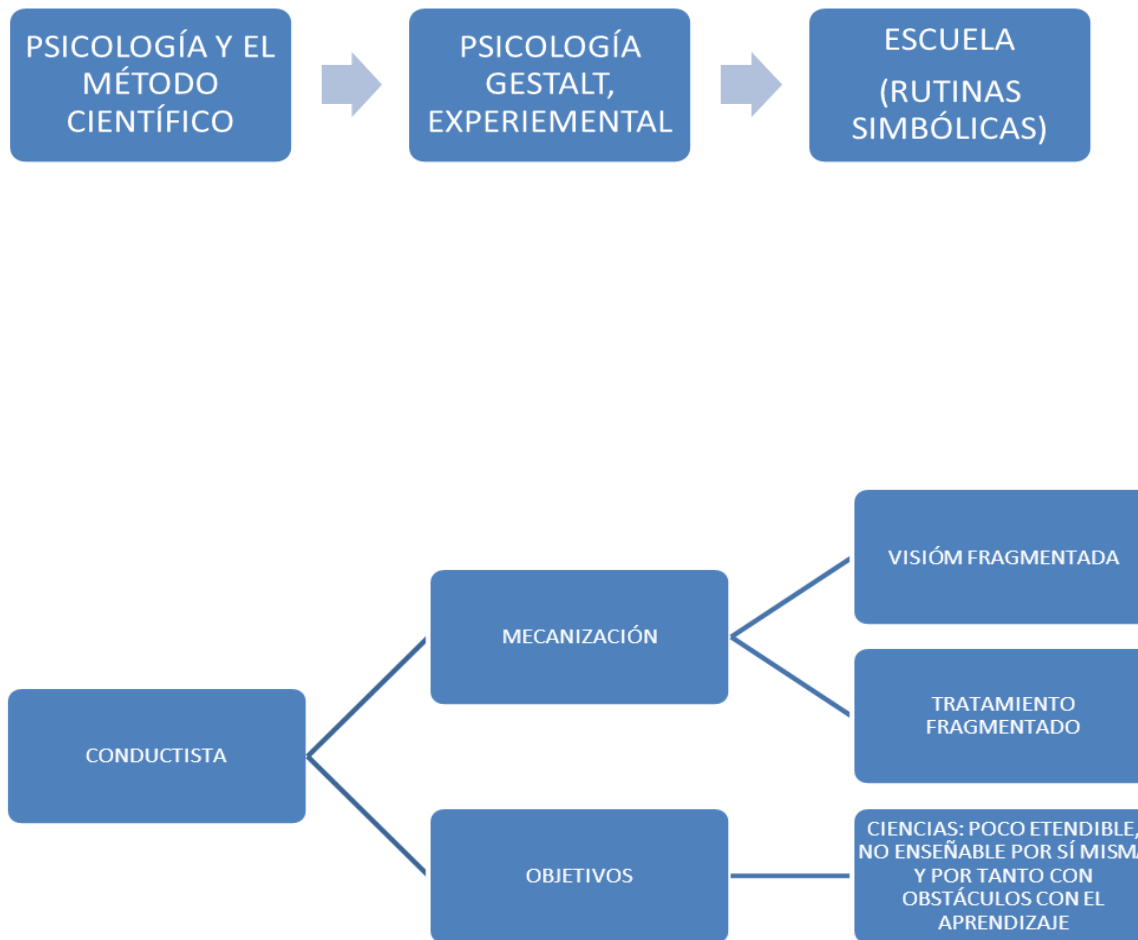 PSICOLOGÍA Y EL
MÉTODO
CIENTÍFICO
PSICOLOGÍA
GESTALT,
EXPERIEMENTAL
ESCUELA
(RUTINAS
SIMBÓLICAS)
CONDUCTISTA
MECANIZACIÓN
VISIÓM FRAGMENTADA
TRATAMIENTO
FRAGMENTADO
OBJETIVOS
CIENCIAS: POCO ETENDIBLE,
NO ENSEÑABLE POR SÍ MISMA
Y POR TANTO CON
OBSTÁCULOS CON EL
APRENDIZAJE